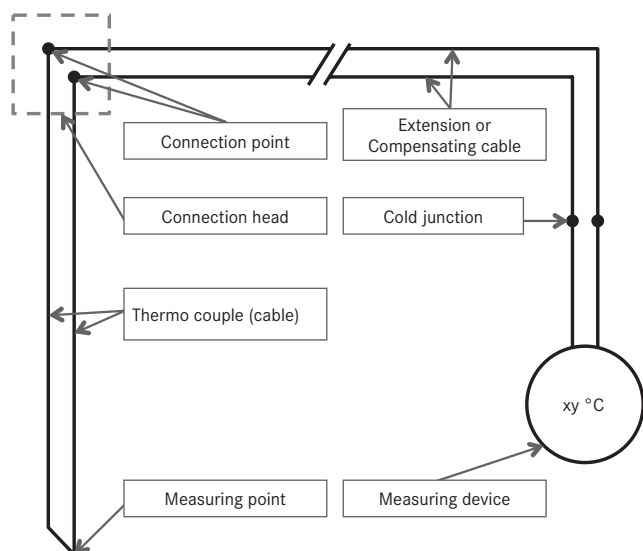 Connection point
Extension or
Compensating cable
Connection head
Cold junction
Thermo couple (cable)
xy °C
Measuring point
Measuring device